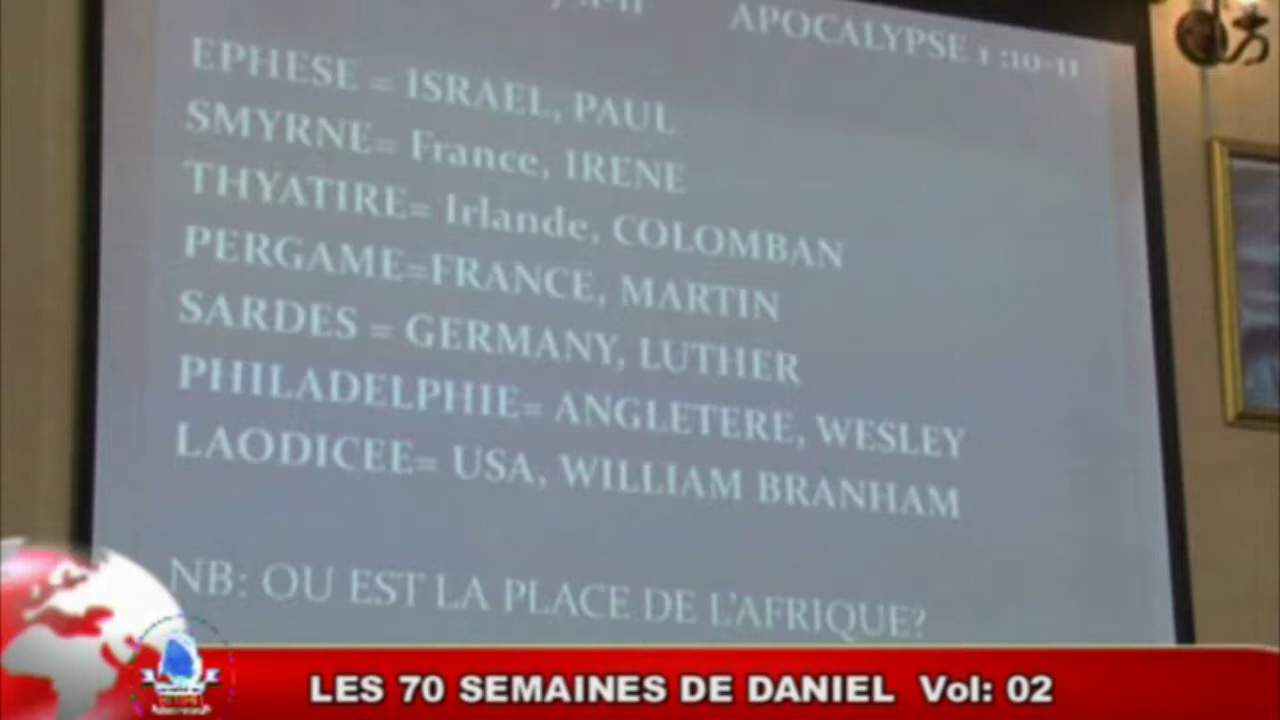 APOCALYPSE 1 :10-11
EPHESE = ISRAEL, PAUL
SMYRNE= France, IRENE
THYATIRE= Irlande, COLOMBAN
PERGAME=FRANCE, MARTIN
SARDES = GERMANY, LUTHER
PHILADELPHIE= ANGLETERE, WESLEY
LAODICEE= USA, WILLIAM BRANHAM
NB: OU EST LA PLACE DE L'AFRIQUE?
LES 70 SEMAINES DE DANIEL Vol: 02